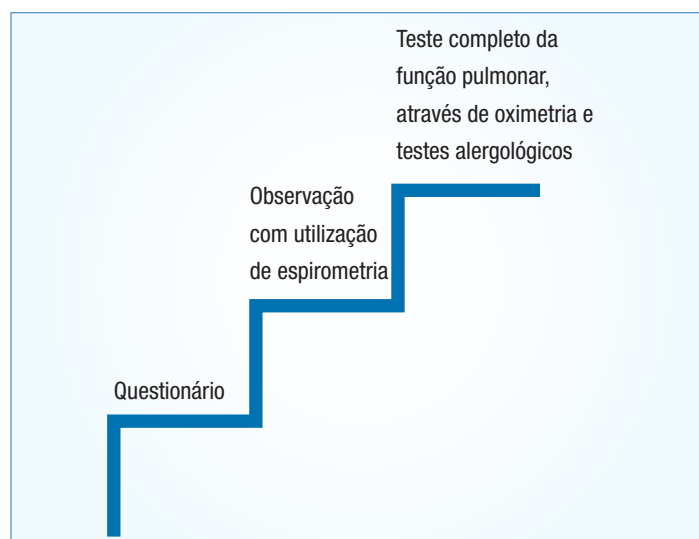 Teste completo da
função pulmonar,
através de oximetria e
testes alergológicos
Observação
com utilização
de espirometria
Questionário